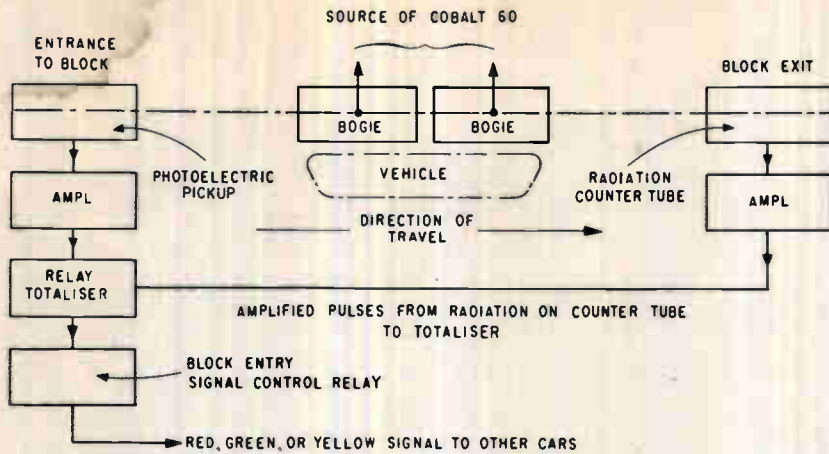 SOURCE OF COBALT 60
ENTRANCE
TO BLOCK
BLOCK EXIT
BOGIE
BOGIE
PHOTOELECTRIC
PICKUP
VEHICLE
RADIATION
COUNTER TUBE
AMPL
AMPL
DIRECTION OF
TRAVEL
RELAY
TOTALISER
AMPLIFIED PULSES FROM RADIATION ON COUNTER TUBE
TO TOTALISER
BLOCK ENTRY
SIGNAL CONTROL RELAY
RED, GREEN, OR YELLOW SIGNAL TO OTHER CARS